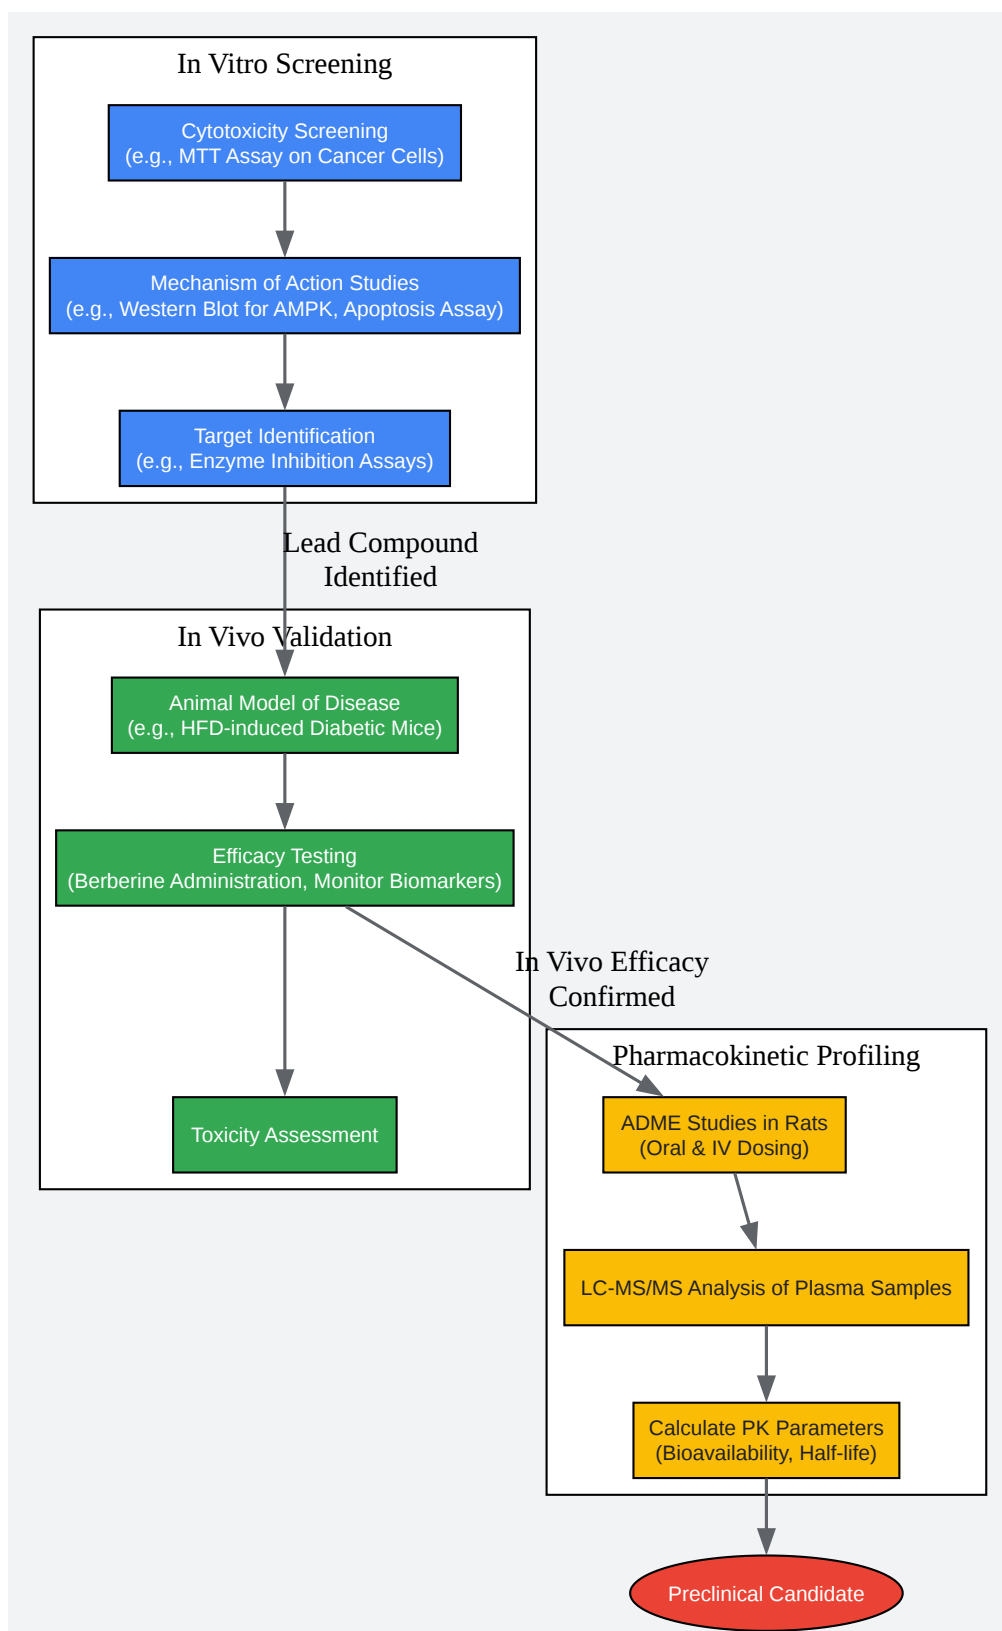 In Vitro Screening
Cytotoxicity Screening
(e.g., MTT Assay on Cancer Cells)
Mechanism of Action Studies
(e.g., Western Blot for AMPK, Apoptosis Assay)
Target Identification
(e.g., Enzyme Inhibition Assays)
Lead Compound
Identified
In Vivo Validation
Animal Model of Disease
(e.g., HFD-induced Diabetic Mice)
Efficacy Testing
(Berberine Administration, Monitor Biomarkers)
In Vivo Efficacy
Confirmed
Toxicity Assessment
Pharmacokinetic Profiling
ADME Studies in Rats
(Oral & IV Dosing)
LC-MS/MS Analysis of Plasma Samples
Calculate PK Parameters
(Bioavailability, Half-life)
Preclinical Candidate